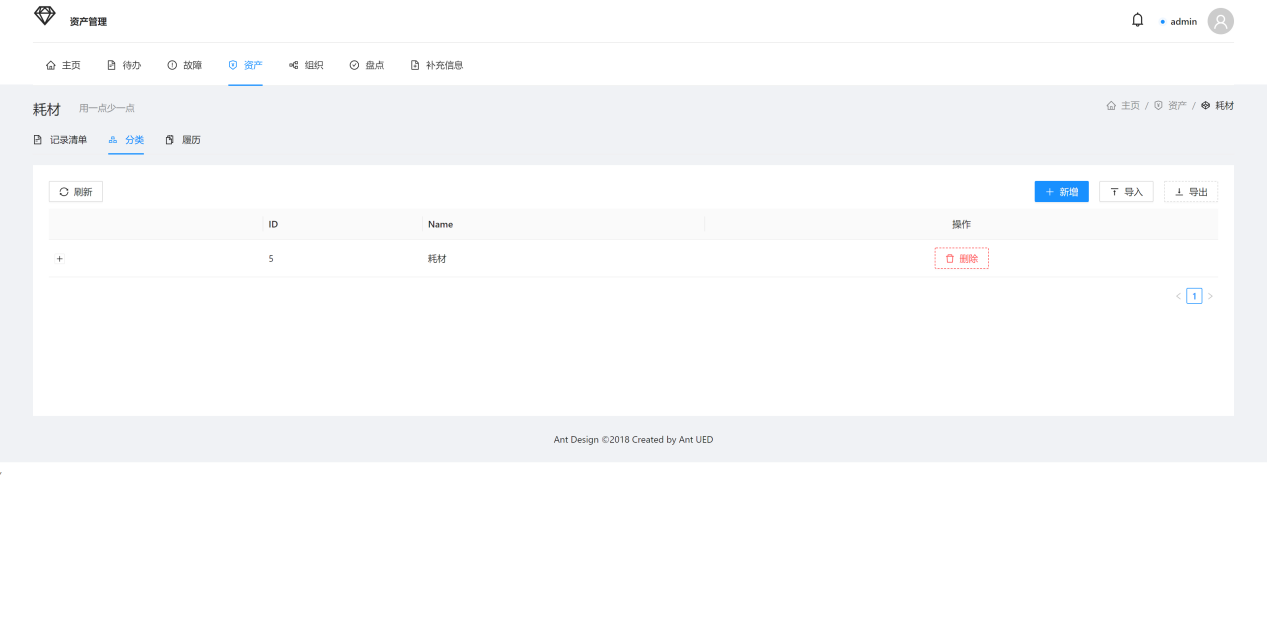 资产管理
admin
主页 待办 故障 资产 组织 盘点 补充信息
耗材 用一点少一点
主页 / 资产 / 耗材
记录清单 分类 履历
刷新 新增 导入 导出
ID Name 操作
5 耗材 删除
1
Ant Design ©2018 Created by Ant UED